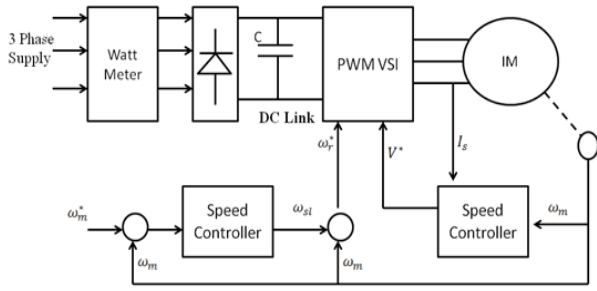 3 Phase
Supply
Watt
Meter
C
DC Link
PWM VSI
IM
ω*r
V*
Is
ω*m
Speed
Controller
ωsl
Speed
Controller
ωm
ωm
ωm